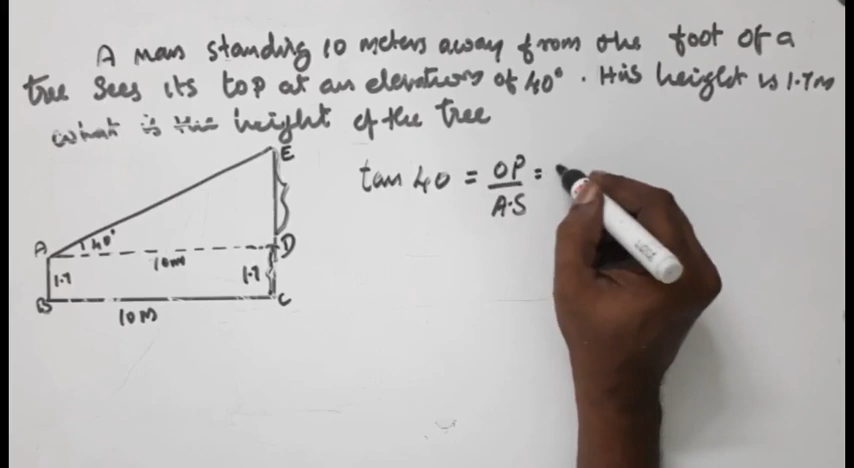 A man standing 10 meters away from the foot of a
tree sees its top at an elevation of 40°. His height is 1.7m
what is the height of the tree
E
tan 40 = OP =
A.S
A 40° D
10m
1.7 1.7
B C
10M